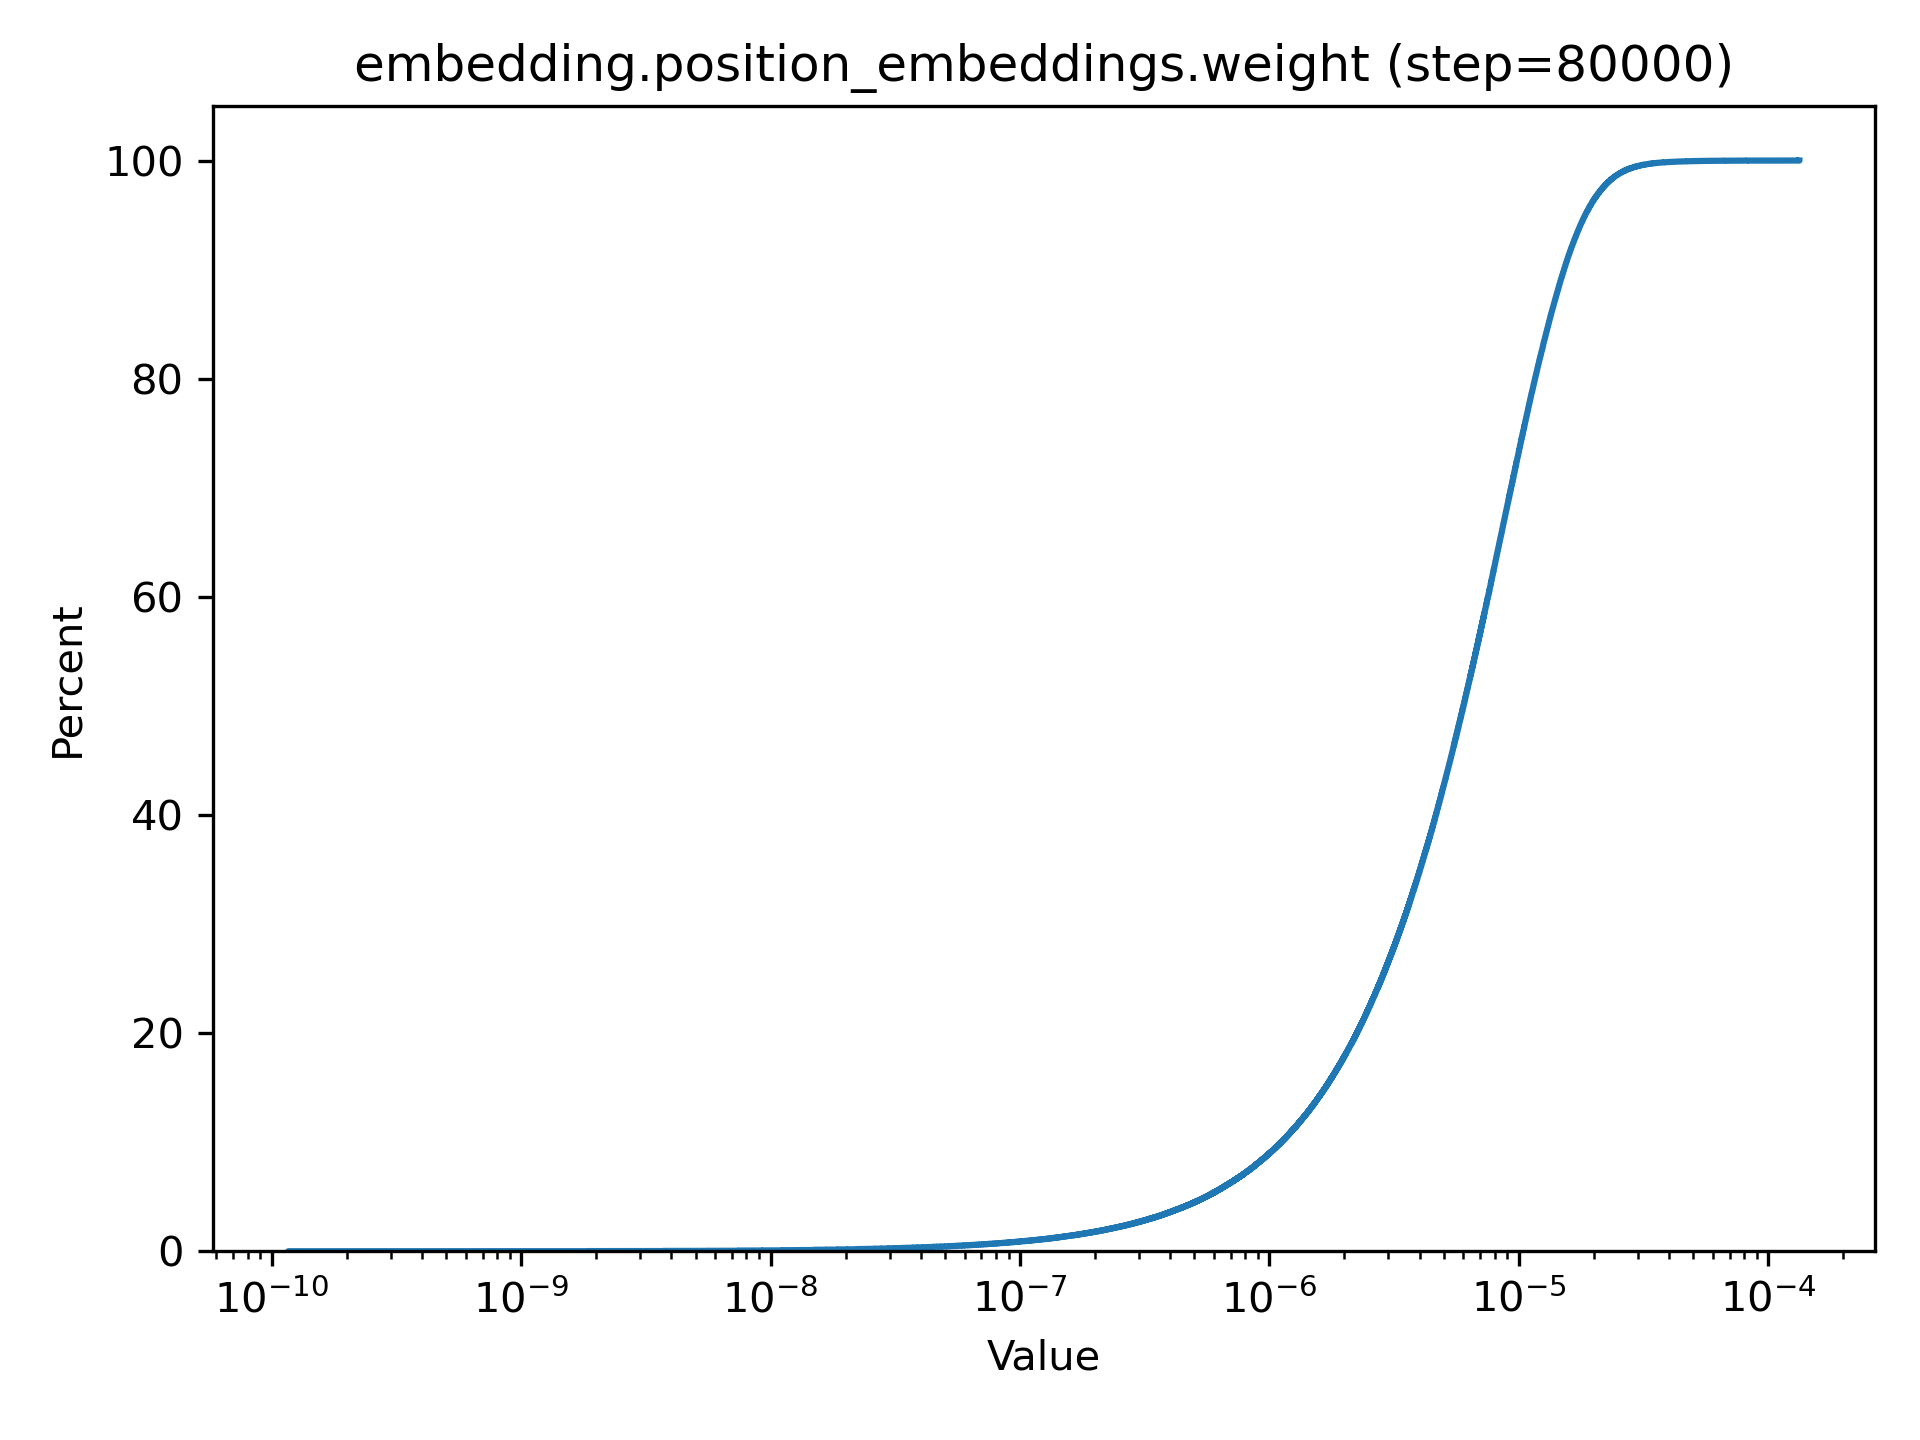 embedding.position_embeddings.weight (step=80000)
Percent
100
80
60
40
20
0
10⁻¹⁰ 10⁻⁹ 10⁻⁸ 10⁻⁷ 10⁻⁶ 10⁻⁵ 10⁻⁴
Value